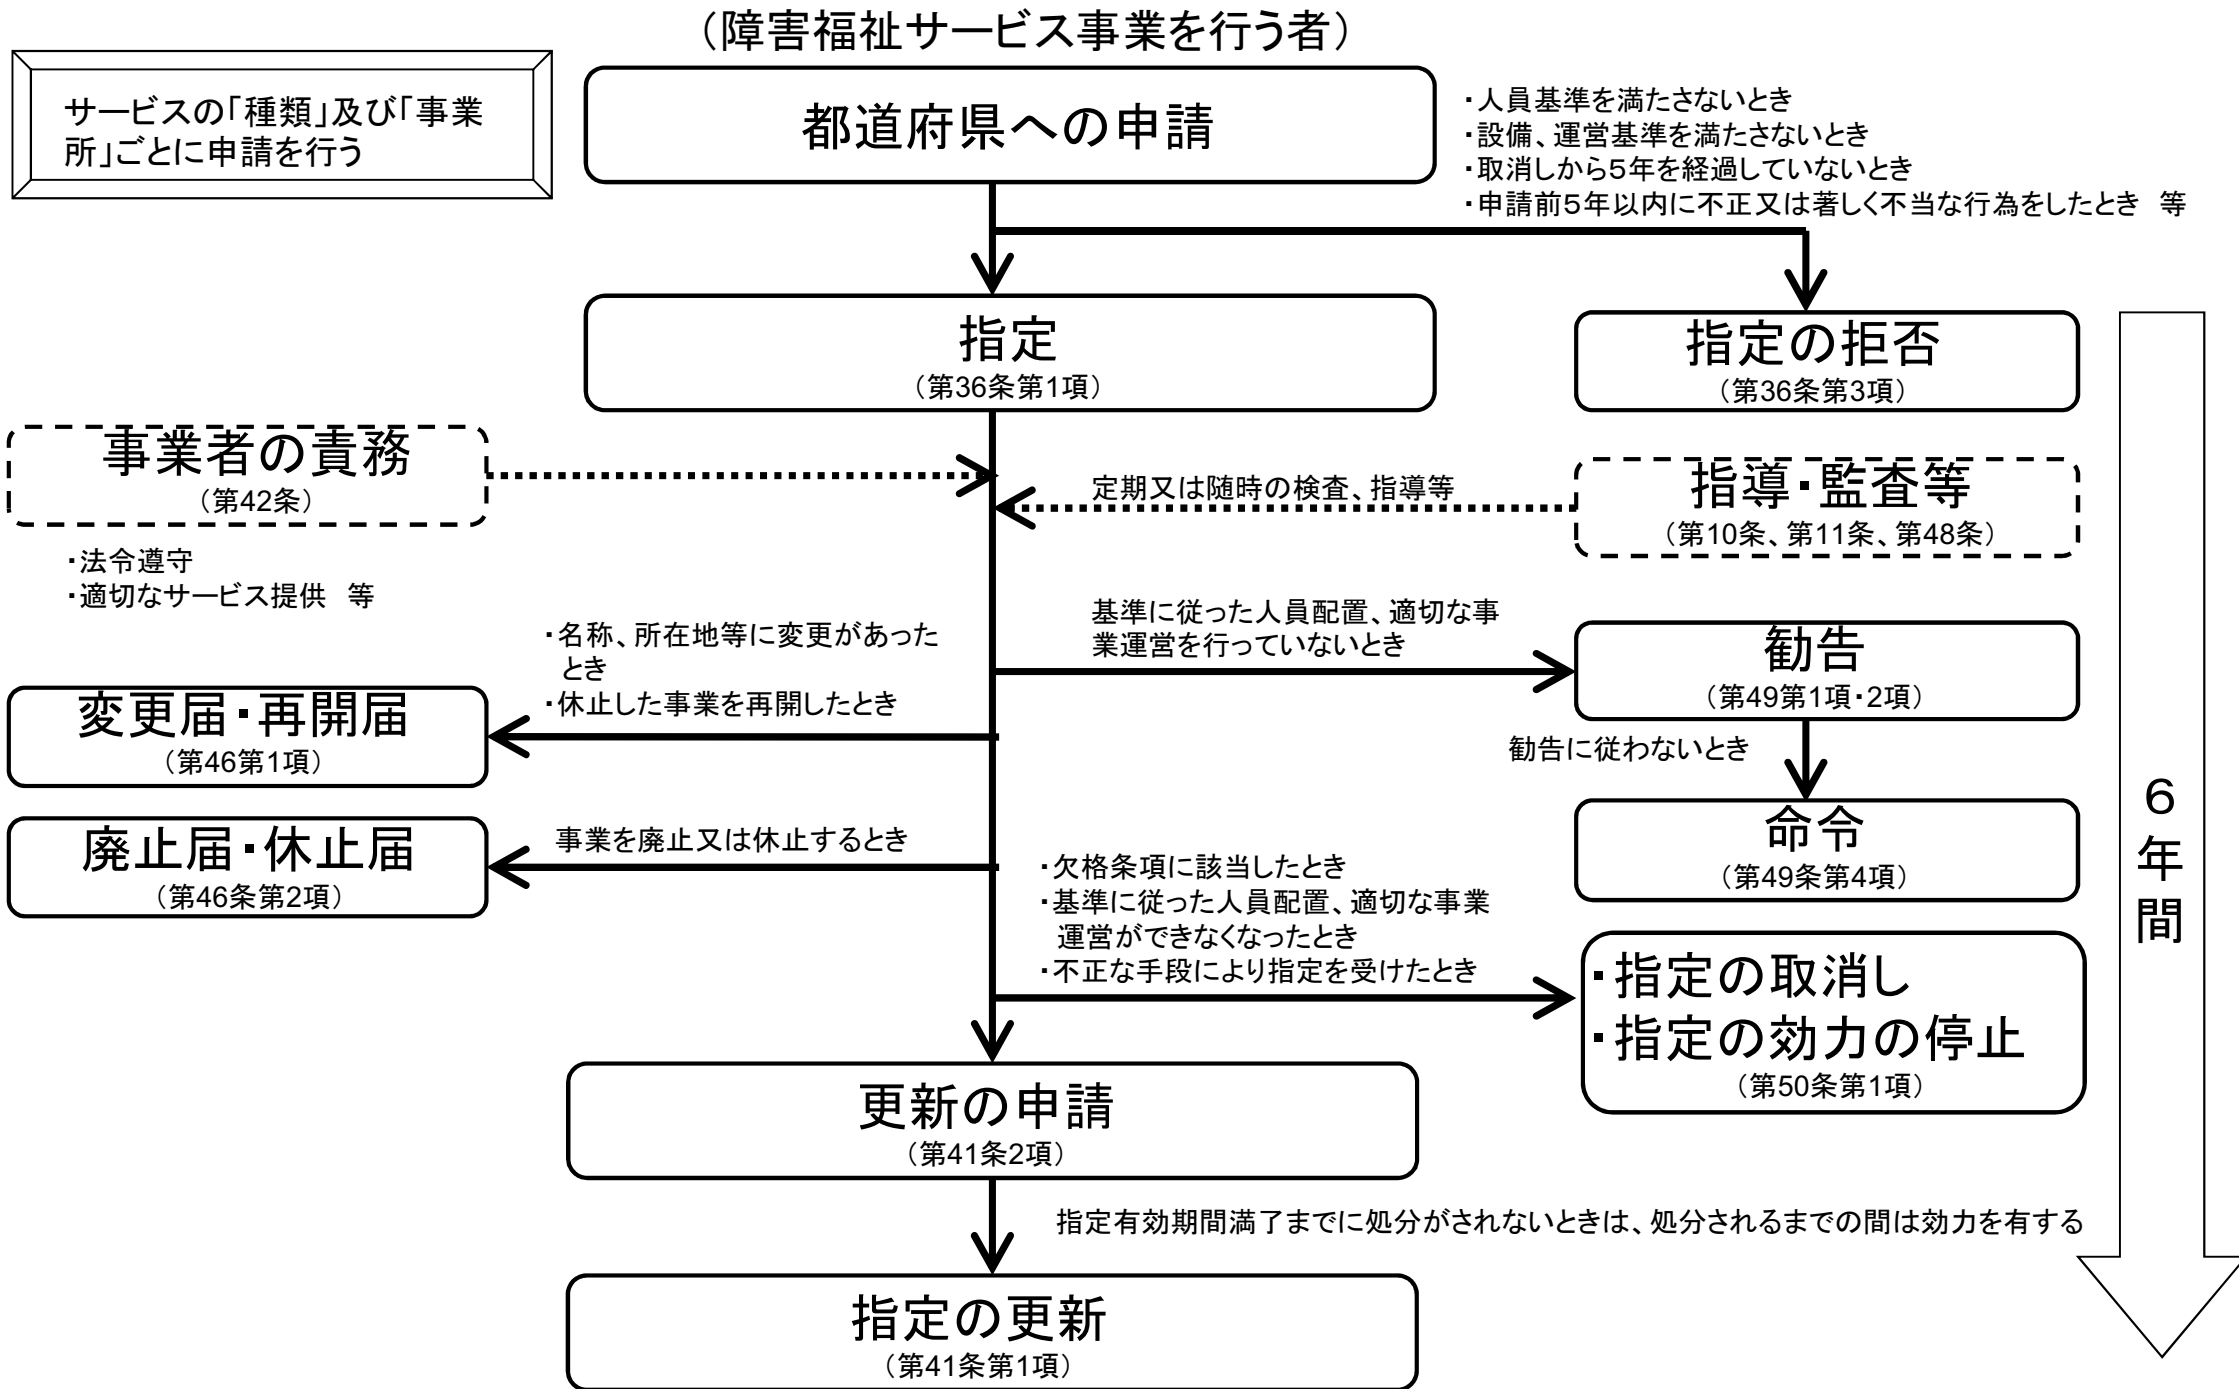 （障害福祉サービス事業を行う者）
サービスの「種類」及び「事業
所」ごとに申請を行う
都道府県への申請
・人員基準を満たさないとき
・設備、運営基準を満たさないとき
・取消しから5年を経過していないとき
・申請前5年以内に不正又は著しく不当な行為をしたとき　等
指定
（第36条第1項）
指定の拒否
（第36条第3項）
事業者の責務
（第42条）
・法令遵守
・適切なサービス提供　等
定期又は随時の検査、指導等
指導・監査等
（第10条、第11条、第48条）
・名称、所在地等に変更があった
とき
・休止した事業を再開したとき
変更届・再開届
（第46第1項）
基準に従った人員配置、適切な事
業運営を行っていないとき
勧告
（第49第1項・2項）
勧告に従わないとき
命令
（第49条第4項）
事業を廃止又は休止するとき
廃止届・休止届
（第46条第2項）
・欠格条項に該当したとき
・基準に従った人員配置、適切な事業
運営ができなくなったとき
・不正な手段により指定を受けたとき
・指定の取消し
・指定の効力の停止
（第50条第1項）
６年間
更新の申請
（第41条2項）
指定有効期間満了までに処分がされないときは、処分されるまでの間は効力を有する
指定の更新
（第41条第1項）